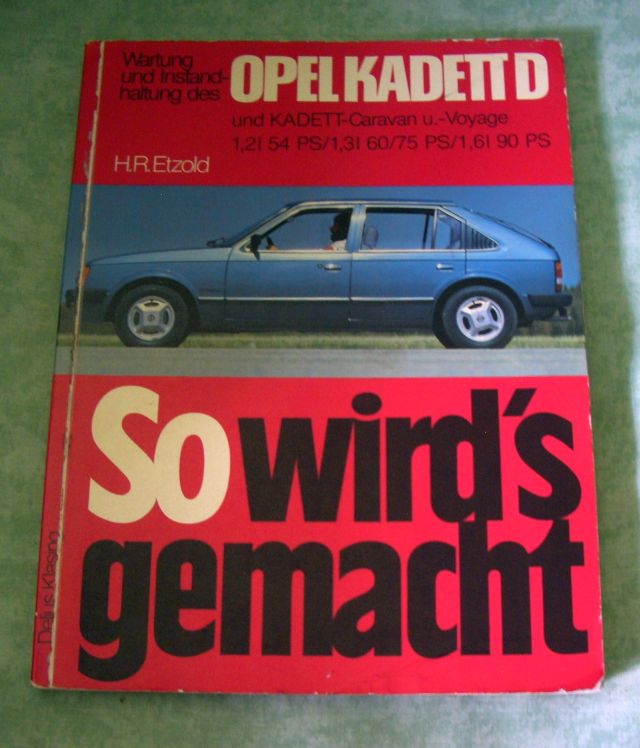 Wartung
und Instand-
haltung des
OPEL KADETT D
und KADETT-Caravan u.-Voyage
1,2l 54 PS/1,3l 60/75 PS/1,6l 90 PS
H.R. Etzold
So wird's
gemacht
Delius Klasing